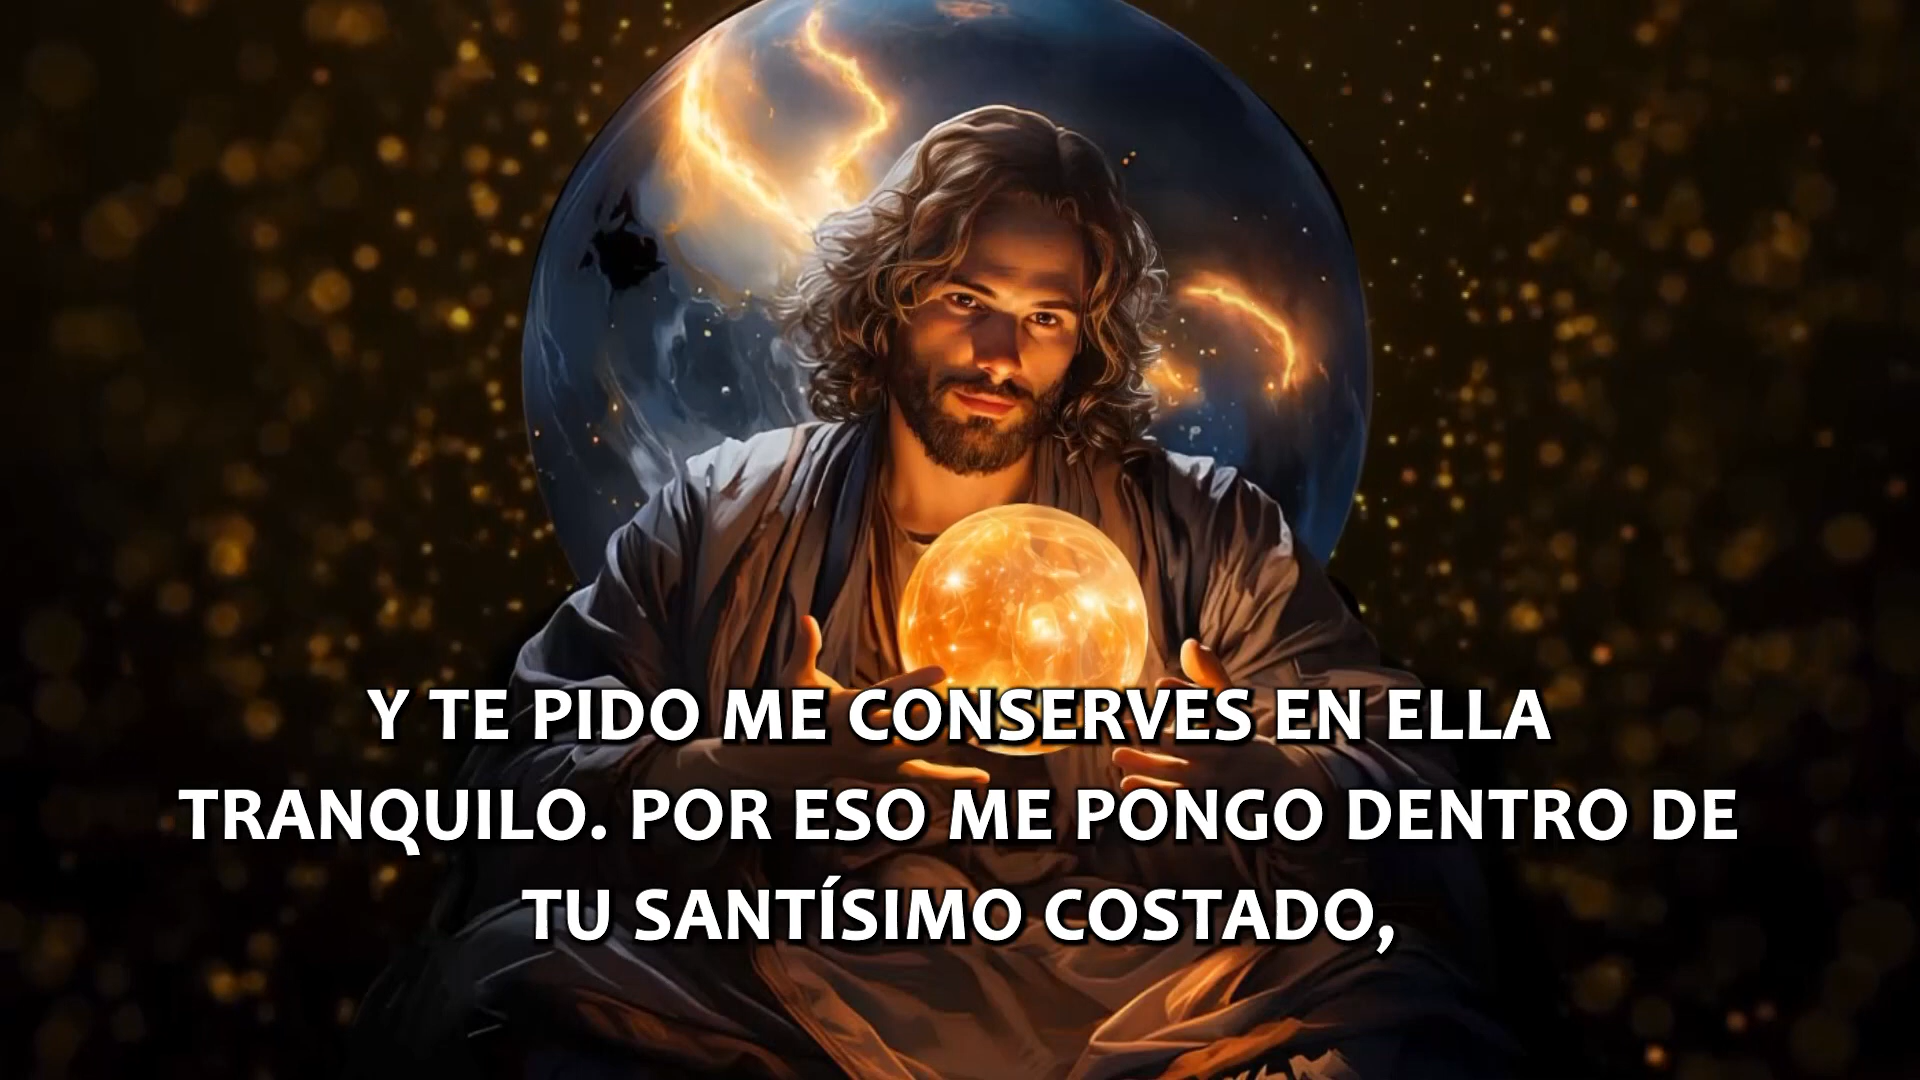 Y TE PIDO ME CONSERVES EN ELLA
TRANQUILO. POR ESO ME PONGO DENTRO DE
TU SANTÍSIMO COSTADO,